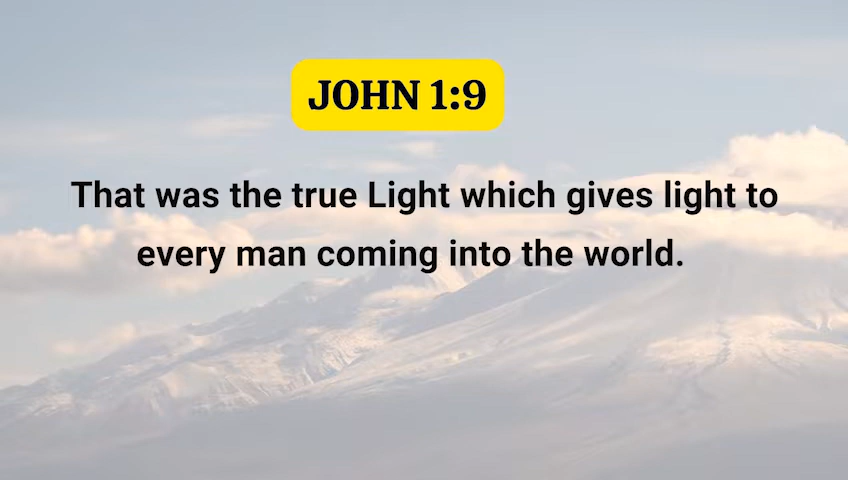 JOHN 1:9
That was the true Light which gives light to
every man coming into the world.